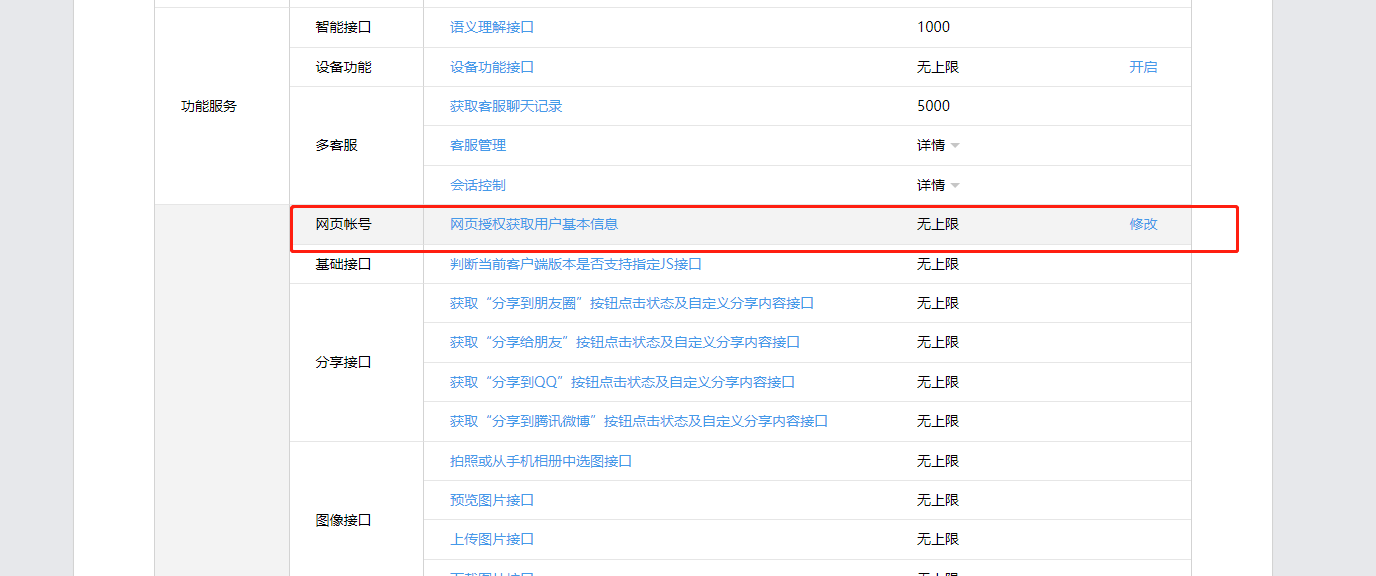 智能接口 语义理解接口 1000
设备功能 设备功能接口 无上限 开启
功能服务 获取客服聊天记录 5000
多客服 客服管理 详情
会话控制 详情
网页帐号 网页授权获取用户基本信息 无上限 修改
基础接口 判断当前客户端版本是否支持指定JS接口 无上限
获取“分享到朋友圈”按钮点击状态及自定义分享内容接口 无上限
获取“分享给朋友”按钮点击状态及自定义分享内容接口 无上限
分享接口
获取“分享到QQ”按钮点击状态及自定义分享内容接口 无上限
获取“分享到腾讯微博”按钮点击状态及自定义分享内容接口 无上限
拍照或从手机相册中选图接口 无上限
预览图片接口 无上限
图像接口
上传图片接口 无上限